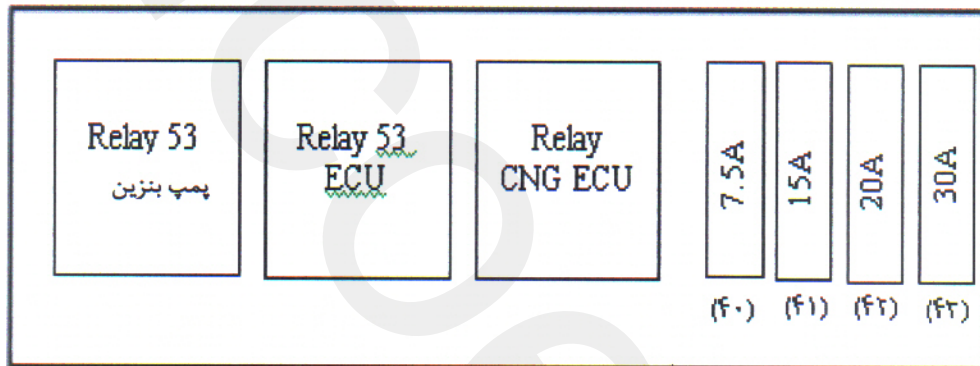 Relay 53
پمپ بنزین
Relay 53
ECU
Relay
CNG ECU
7.5A
15A
20A
30A
(۴۰)
(۴۱)
(۴۲)
(۴۳)